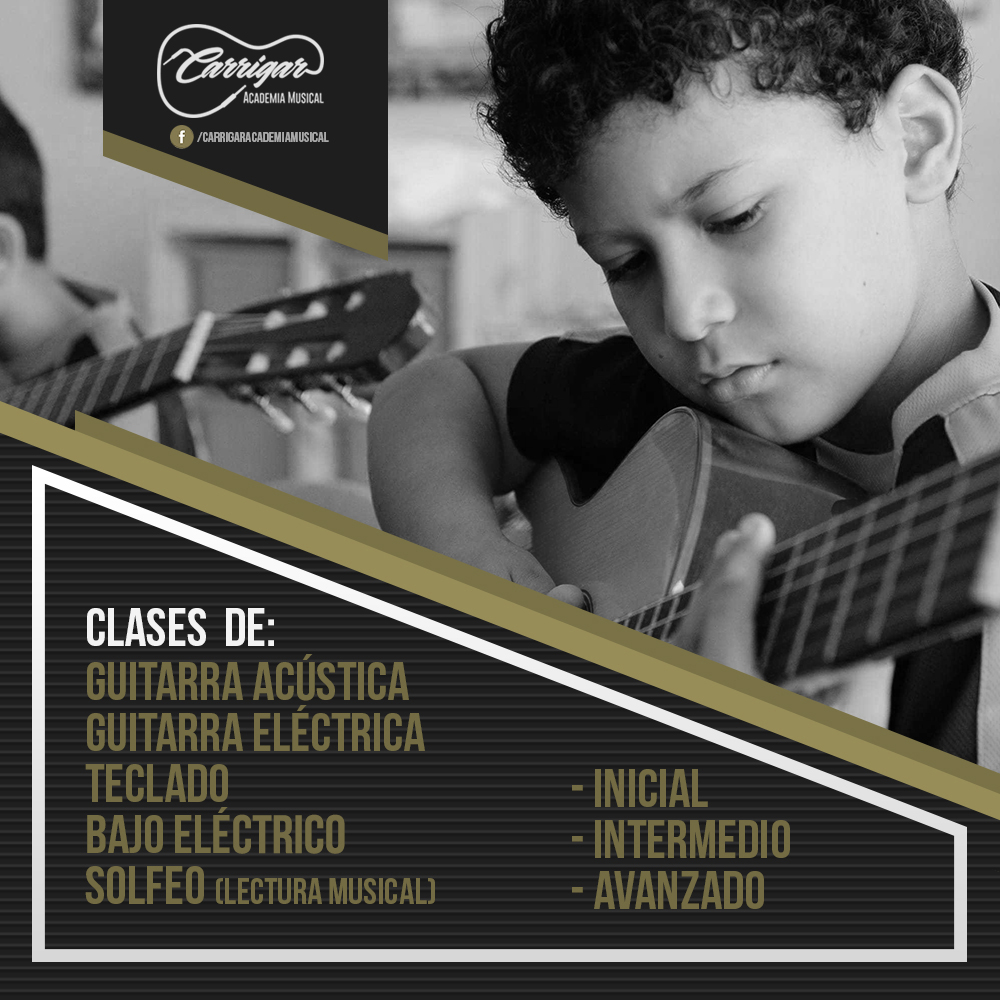 Carrigar
ACADEMIA MUSICAL
f /CARRIGARACADEMIAMUSICAL
CLASES DE:
GUITARRA ACÚSTICA
GUITARRA ELÉCTRICA
TECLADO
BAJO ELÉCTRICO
SOLFEO (LECTURA MUSICAL)
- INICIAL
- INTERMEDIO
- AVANZADO